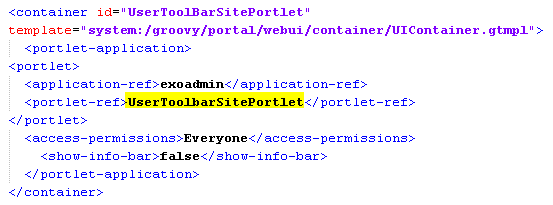 <container id="UserToolBarSitePortlet"
template="system:/groovy/portal/webui/container/UIContainer.gtmpl">
<portlet-application>
<portlet>
<application-ref>exoadmin</application-ref>
<portlet-ref>UserToolbarSitePortlet</portlet-ref>
</portlet>
<access-permissions>Everyone</access-permissions>
<show-info-bar>false</show-info-bar>
</portlet-application>
</container>